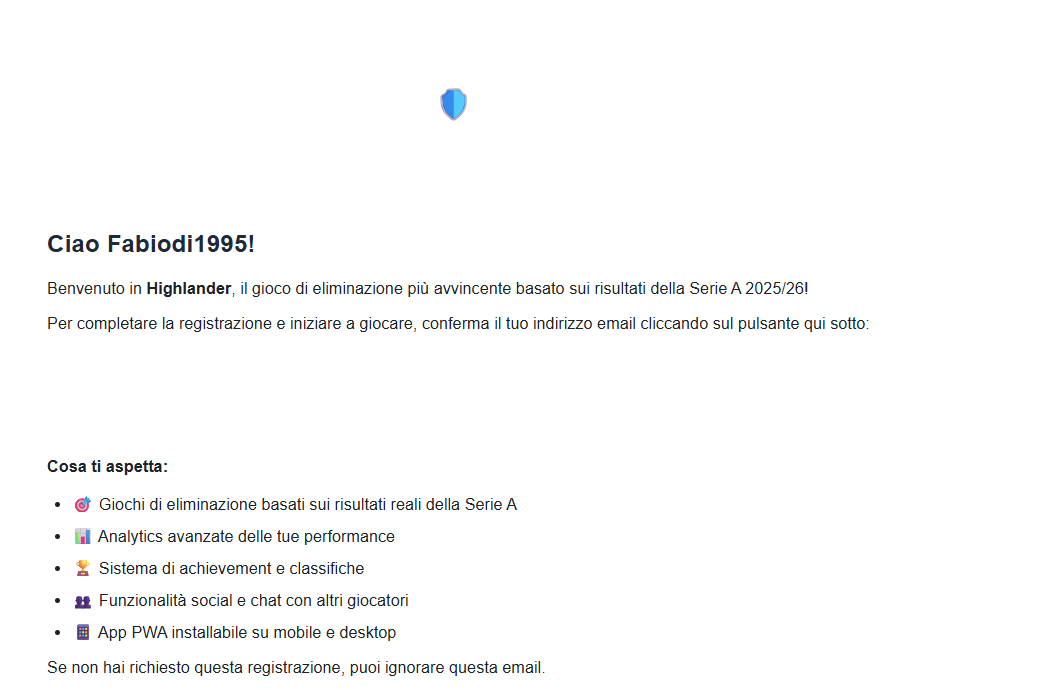 Ciao Fabiodi1995!
Benvenuto in Highlander, il gioco di eliminazione più avvincente basato sui risultati della Serie A 2025/26!
Per completare la registrazione e iniziare a giocare, conferma il tuo indirizzo email cliccando sul pulsante qui sotto:
Cosa ti aspetta:
• 🎯 Giochi di eliminazione basati sui risultati reali della Serie A
• 📊 Analytics avanzate delle tue performance
• 🏆 Sistema di achievement e classifiche
• 👥 Funzionalità social e chat con altri giocatori
• 📱 App PWA installabile su mobile e desktop
Se non hai richiesto questa registrazione, puoi ignorare questa email.